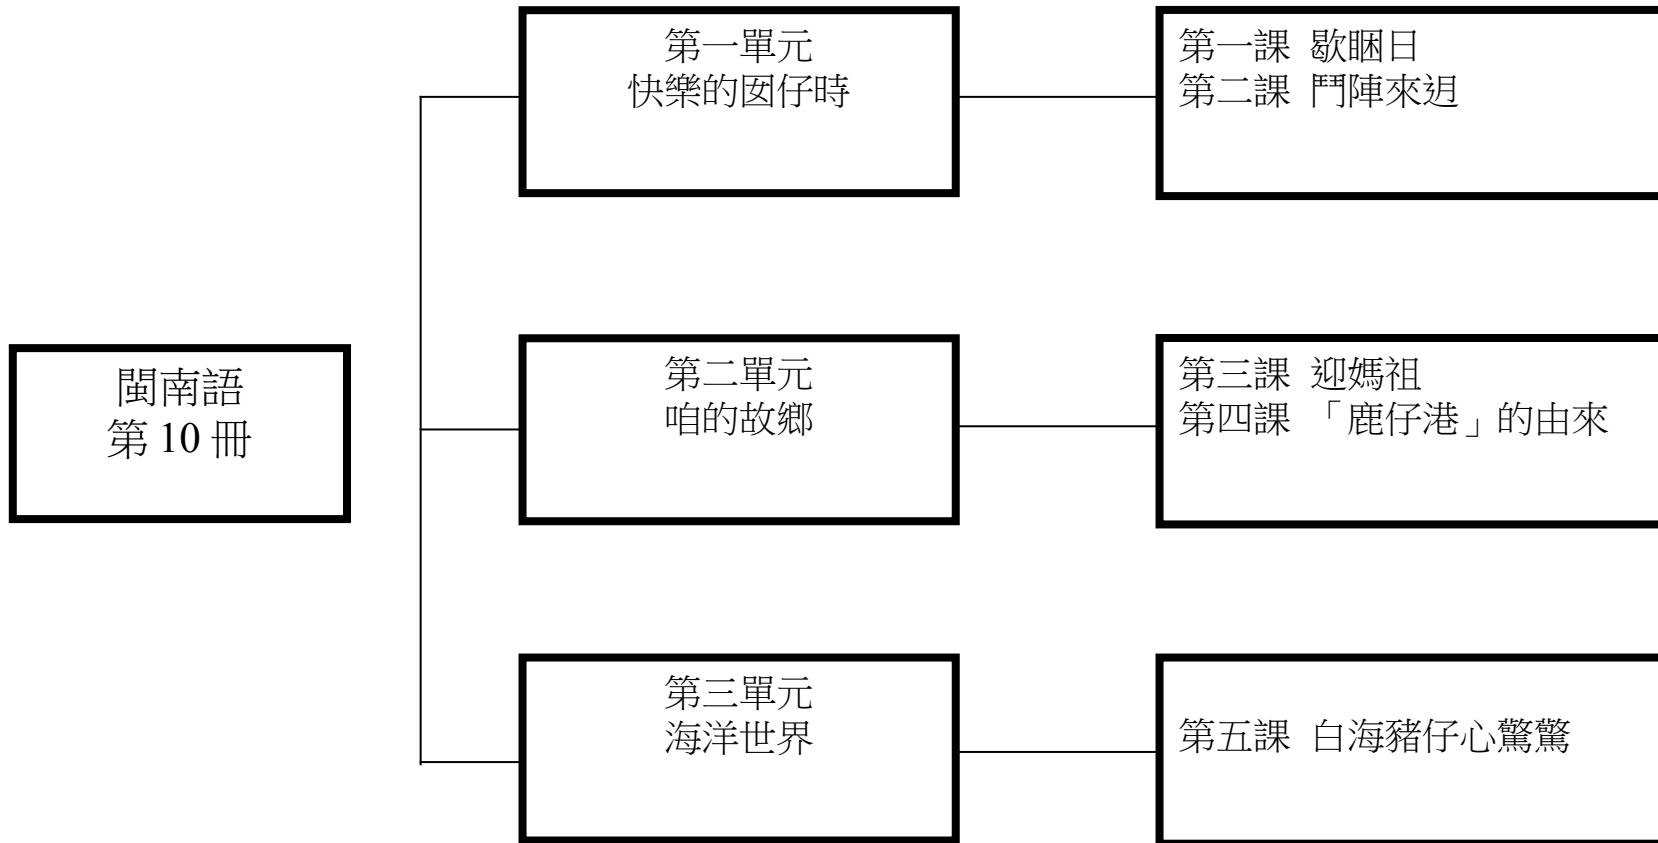 閩南語
第 10 冊
第一單元
快樂的囡仔時
第一課 歇睏日
第二課 鬥陣來迌
第二單元
咱的故鄉
第三課 迎媽祖
第四課 「鹿仔港」的由來
第三單元
海洋世界
第五課 白海豬仔心驚驚